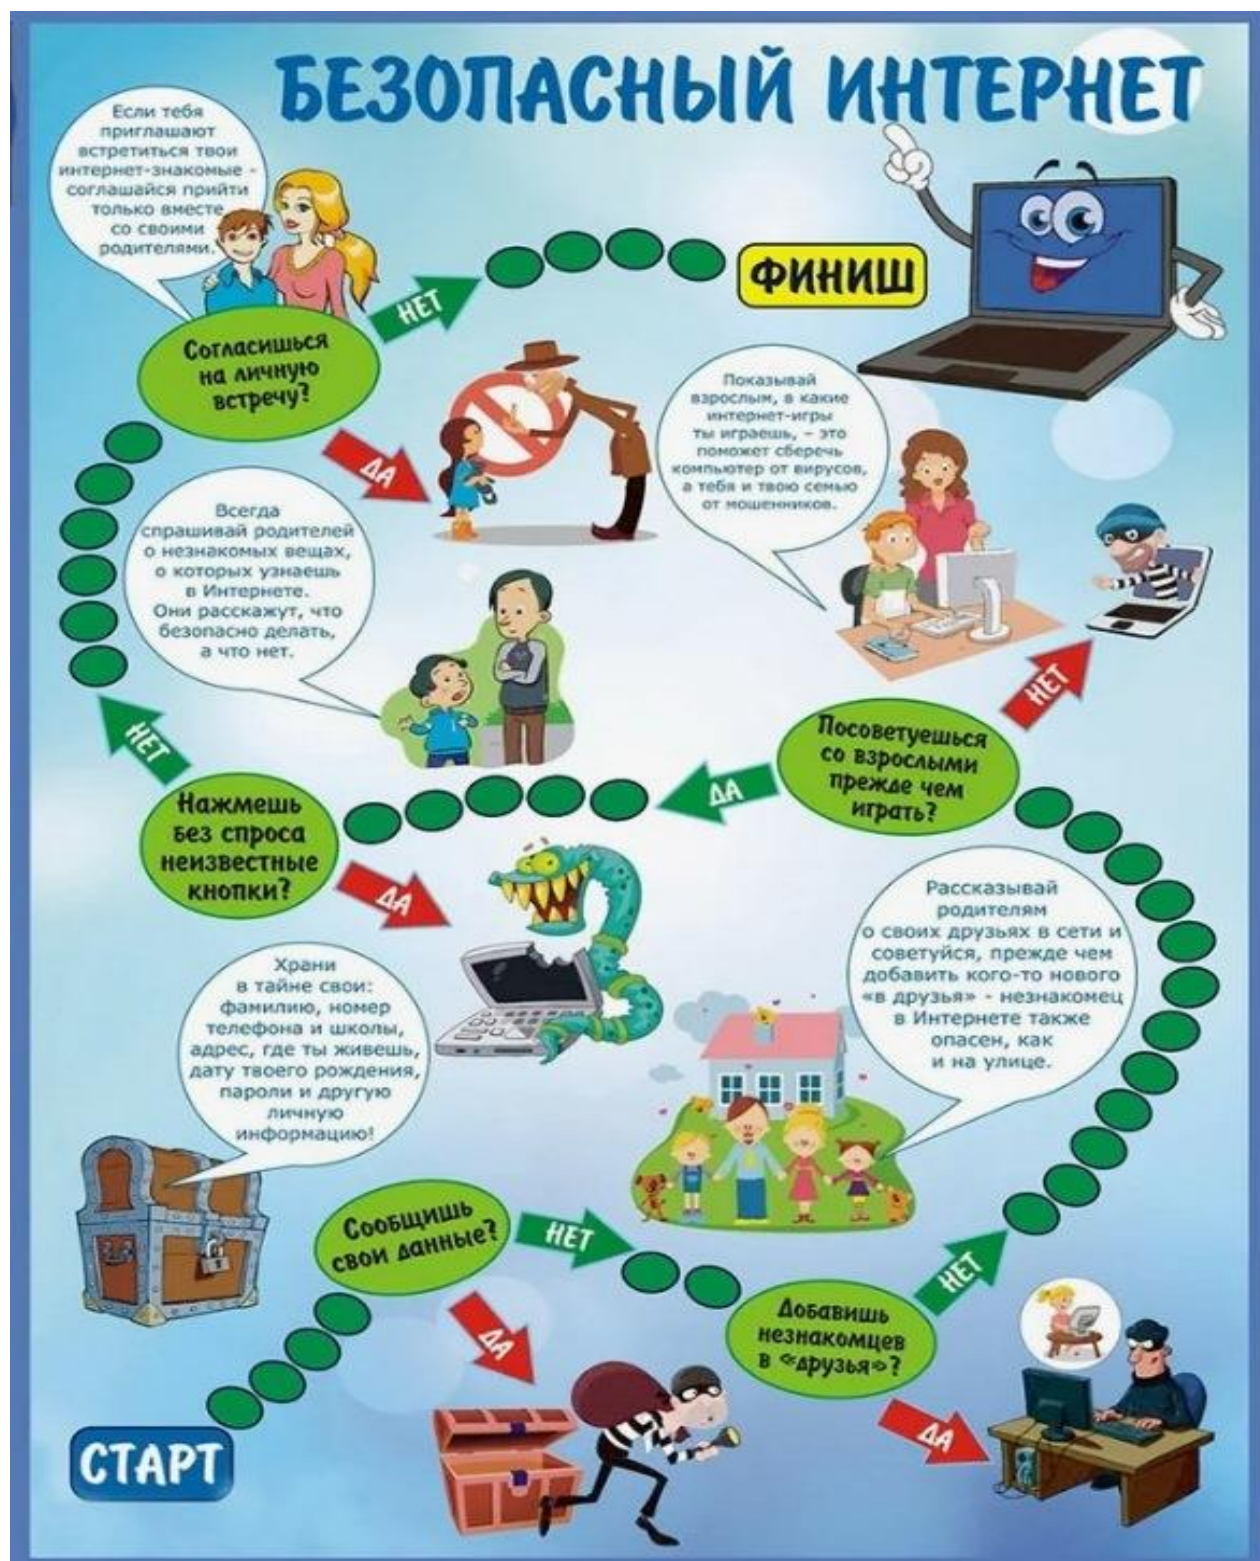 БЕЗОПАСНЫЙ ИНТЕРНЕТ
Если тебя
приглашают
встретиться твои
интернет-знакомые -
соглашайся прийти
только вместе
со своими
родителями.
ФИНИШ
НЕТ
Согласишься
на личную
встречу?
ДА
Показывай
взрослым, в какие
интернет-игры
ты играешь, – это
поможет сберечь
компьютер от вирусов,
а тебя и твою семью
от мошенников.
Всегда
спрашивай родителей
о незнакомых вещах,
о которых узнаешь
в Интернете.
Они расскажут, что
безопасно делать,
а что нет.
НЕТ
Посоветуешься
со взрослыми
прежде чем
играть?
ДА
НЕТ
Нажмешь
без спроса
неизвестные
кнопки?
ДА
Рассказывай
родителям
о своих друзьях в сети и
советуйся, прежде чем
добавить кого-то нового
«в друзья» - незнакомец
в Интернете также
опасен, как
и на улице.
Храни
в тайне свои:
фамилию, номер
телефона и школы,
адрес, где ты живешь,
дату твоего рождения,
пароли и другую
личную
информацию!
Сообщишь
свои данные?
НЕТ
ДА
Добавишь
незнакомцев
в «друзья»?
НЕТ
ДА
СТАРТ